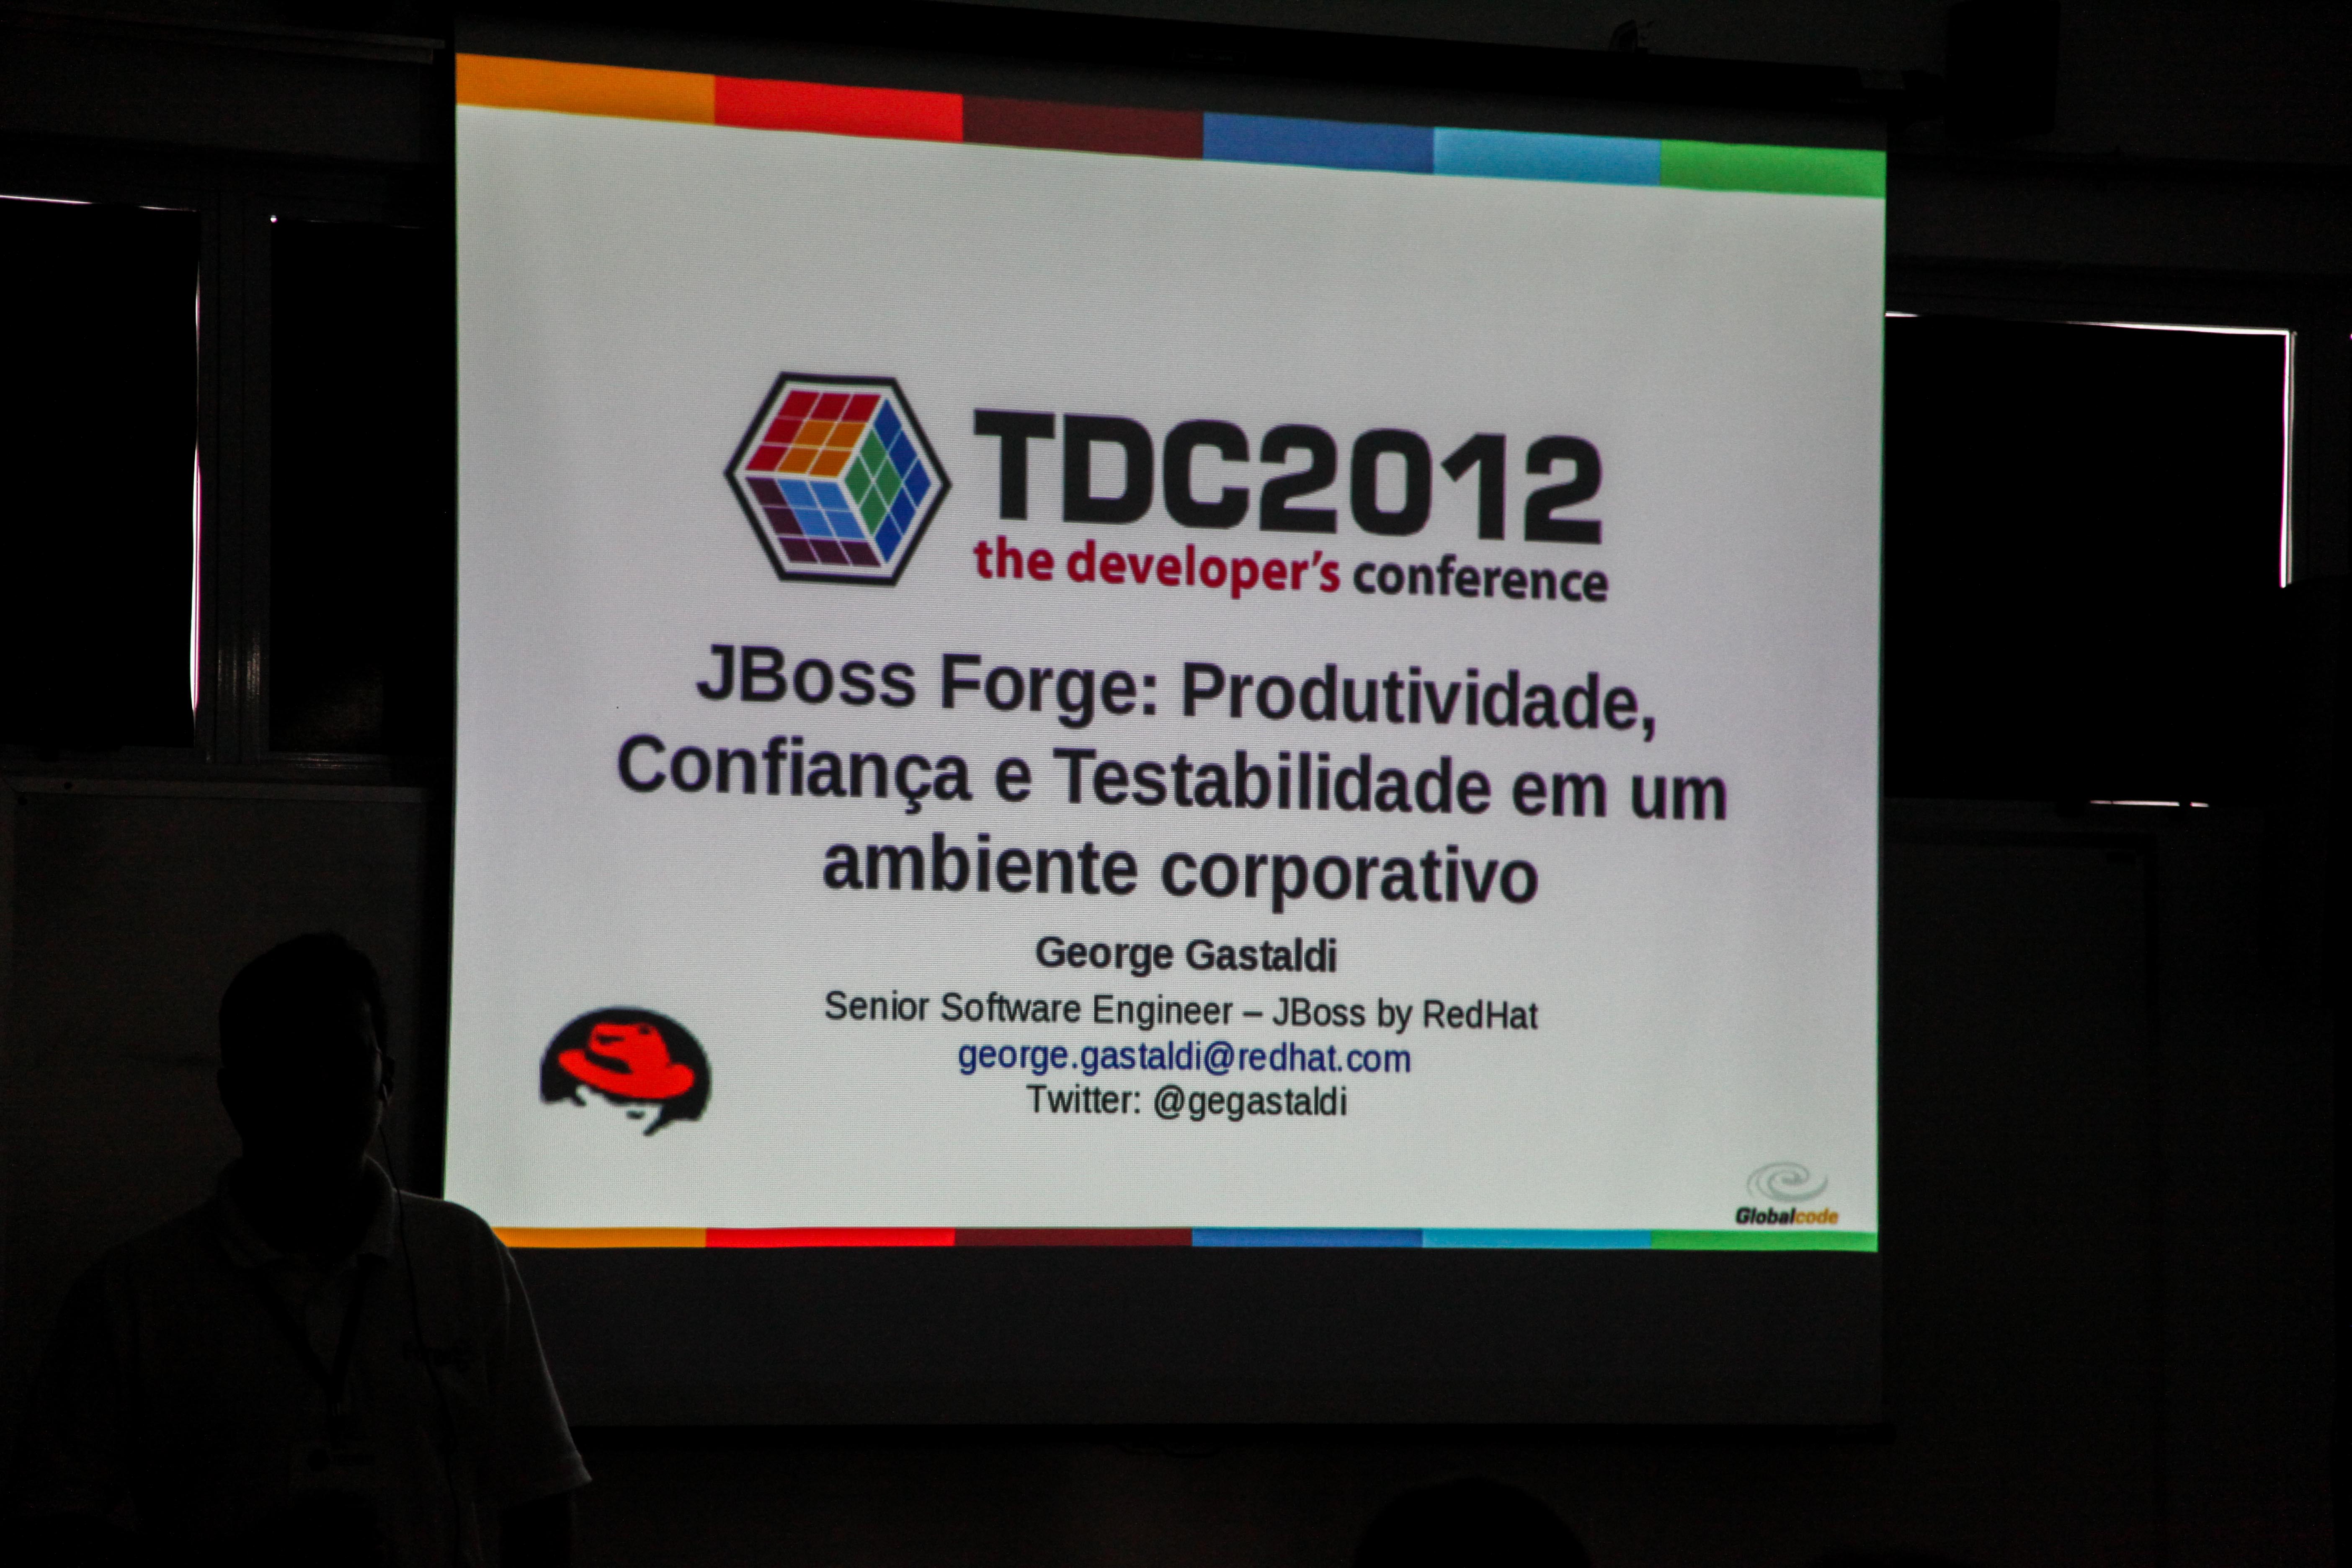 TDC2012
the developer's conference
JBoss Forge: Produtividade,
Confiança e Testabilidade em um
ambiente corporativo
George Gastaldi
Senior Software Engineer – JBoss by RedHat
george.gastaldi@redhat.com
Twitter: @gegastaldi
Globalcode